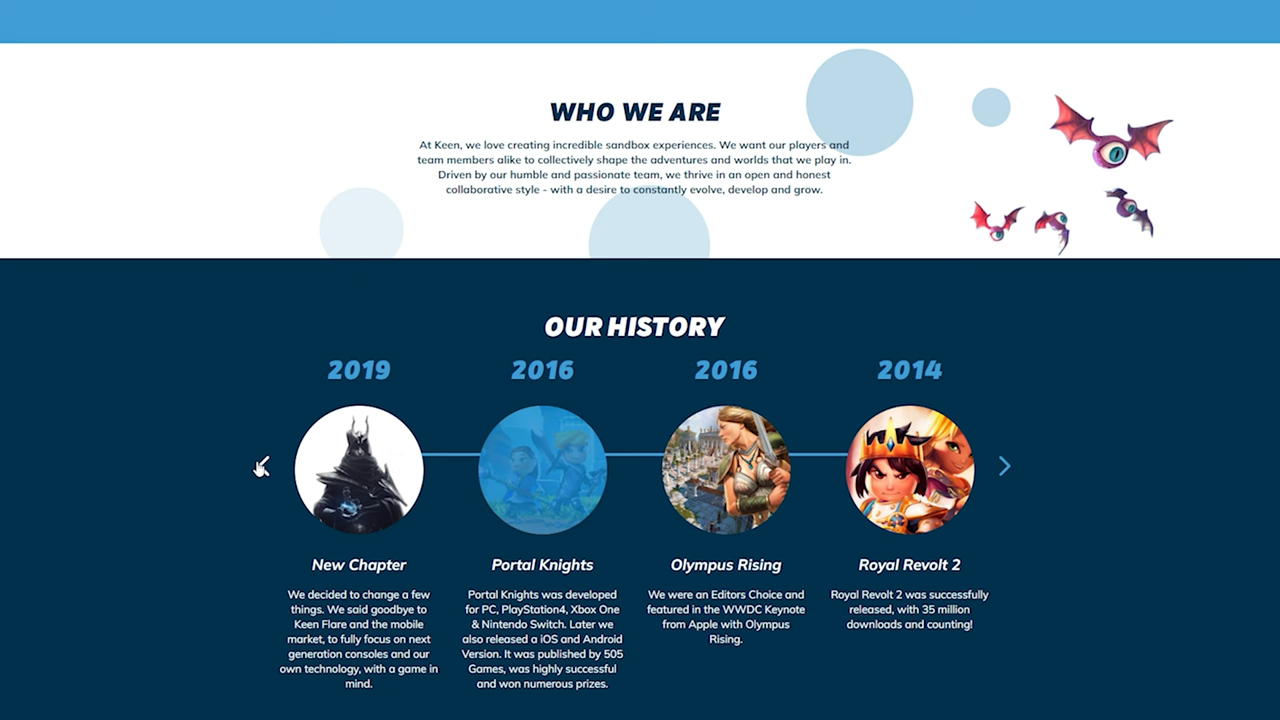 WHO WE ARE
At Keen, we love creating incredible sandbox experiences. We want our players and
team members alike to collectively shape the adventures and worlds that we play in.
Driven by our humble and passionate team, we thrive in an open and honest
collaborative style - with a desire to constantly evolve, develop and grow.
OUR HISTORY
2019
New Chapter
We decided to change a few
things. We said goodbye to
Keen Flare and the mobile
market, to fully focus on next
generation consoles and our
own technology, with a game in
mind.
2016
Portal Knights
Portal Knights was developed
for PC, PlayStation4, Xbox One
& Nintendo Switch. Later we
also released a iOS and Android
Version. It was published by 505
Games, was highly successful
and won numerous prizes.
2016
Olympus Rising
We were an Editors Choice and
featured in the WWDC Keynote
from Apple with Olympus
Rising.
2014
Royal Revolt 2
Royal Revolt 2 was successfully
released, with 35 million
downloads and counting!